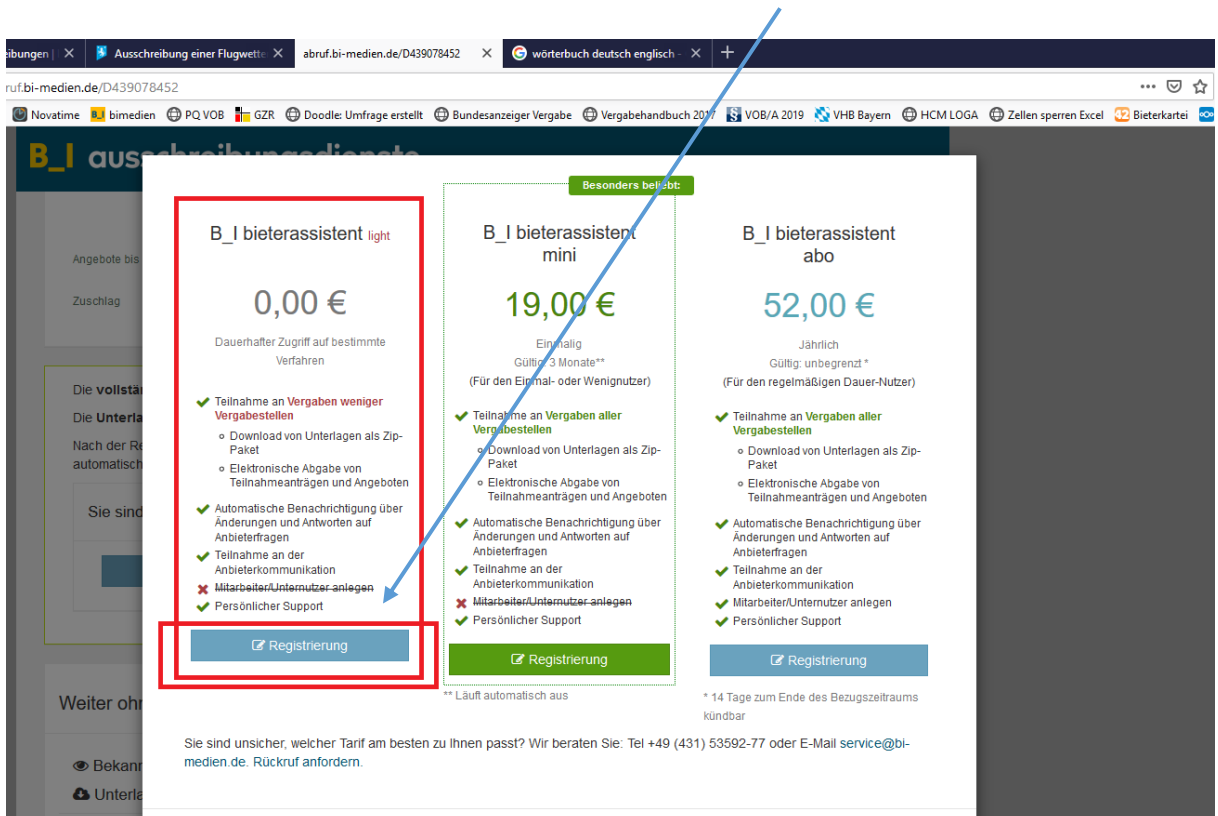 eibungen |
Ausschreibung einer Flugwette
abruf.bi-medien.de/D439078452
wörterbuch deutsch englisch -
ruf.bi-medien.de/D439078452
Novatime
B_I bimedien
PQ VOB
GZR
Doodle: Umfrage erstellt
Bundesanzeiger Vergabe
Vergabehandbuch 2017
VOB/A 2019
VHB Bayern
HCM LOGA
Zellen sperren Excel
42 Bieterkartei
B_I ausschreibungsdienste
Angebote bis
Zuschlag
Die vollstä
Die Unterla
Nach der Re
automatisch
Sie sind
Weiter ohn
Bekann
Unterla
B_I bieterassistent light
0,00 €
Dauerhafter Zugriff auf bestimmte
Verfahren
Teilnahme an Vergaben weniger
Vergabestellen
Download von Unterlagen als Zip-
Paket
Elektronische Abgabe von
Teilnahmeanträgen und Angeboten
Automatische Benachrichtigung über
Änderungen und Antworten auf
Anbieterfragen
Teilnahme an der
Anbieterkommunikation
Mitarbeiter/Unternutzer anlegen
Persönlicher Support
Registrierung
Besonders beliebt:
B_I bieterassistent
mini
19,00 €
Einmalig
Gültig: 3 Monate**
(Für den Einmal- oder Wenignutzer)
Teilnahme an Vergaben aller
Vergabestellen
Download von Unterlagen als Zip-
Paket
Elektronische Abgabe von
Teilnahmeanträgen und Angeboten
Automatische Benachrichtigung über
Änderungen und Antworten auf
Anbieterfragen
Teilnahme an der
Anbieterkommunikation
Mitarbeiter/Unternutzer anlegen
Persönlicher Support
Registrierung
** Läuft automatisch aus
B_I bieterassistent
abo
52,00 €
Jährlich
Gültig: unbegrenzt *
(Für den regelmäßigen Dauer-Nutzer)
Teilnahme an Vergaben aller
Vergabestellen
Download von Unterlagen als Zip-
Paket
Elektronische Abgabe von
Teilnahmeanträgen und Angeboten
Automatische Benachrichtigung über
Änderungen und Antworten auf
Anbieterfragen
Teilnahme an der
Anbieterkommunikation
Mitarbeiter/Unternutzer anlegen
Persönlicher Support
Registrierung
* 14 Tage zum Ende des Bezugszeitraums
kündbar
Sie sind unsicher, welcher Tarif am besten zu Ihnen passt? Wir beraten Sie: Tel +49 (431) 53592-77 oder E-Mail service@bi-
medien.de. Rückruf anfordern.